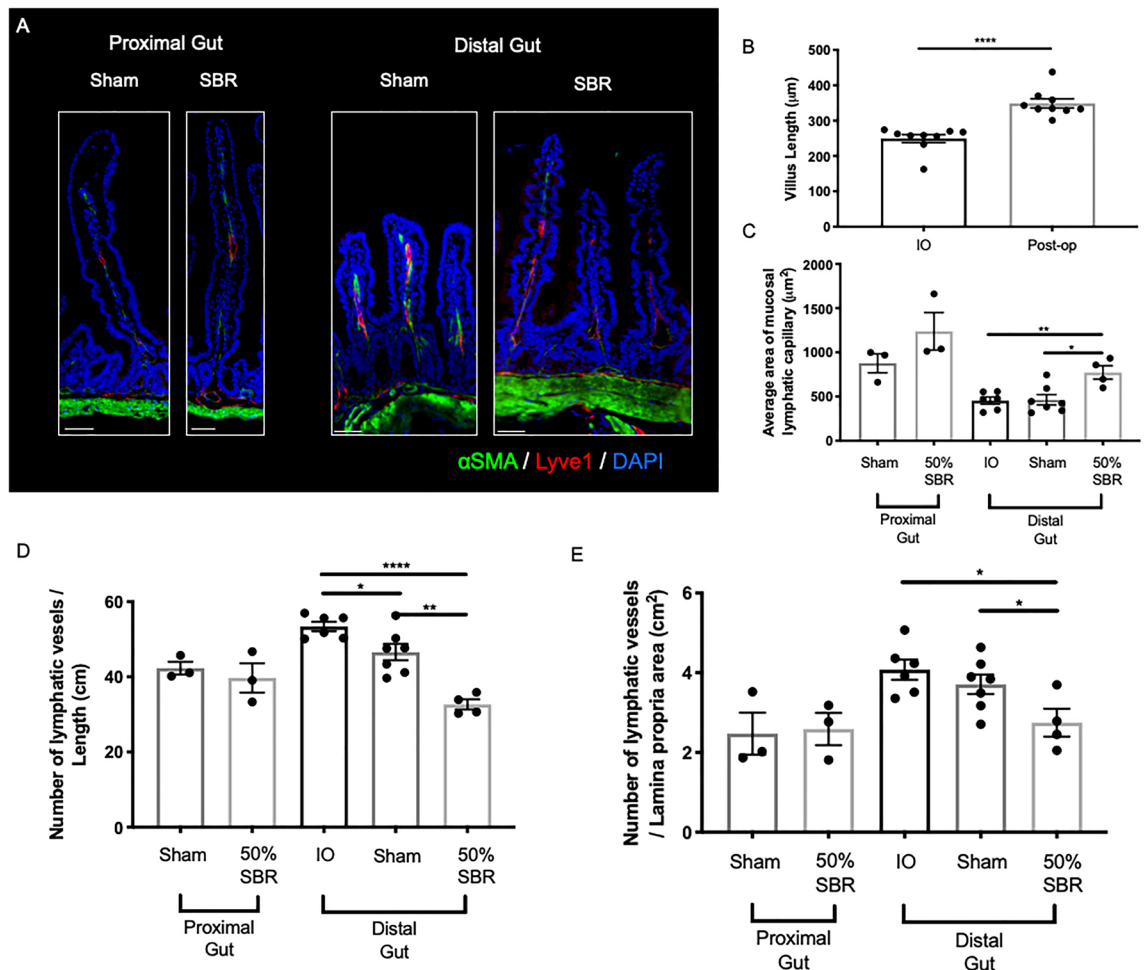 A
Proximal Gut
Distal Gut
Sham
SBR
Sham
SBR
αSMA / Lyve1 / DAPI
B
****
Villus Length (μm)
500
400
300
200
100
0
IO
Post-op
C
Average area of mucosal
lymphatic capillary (μm²)
2000
1500
1000
500
0
**
*
Sham
50%
SBR
IO
Sham
50%
SBR
Proximal
Gut
Distal
Gut
D
Number of lymphatic vesels /
Length (cm)
60
40
20
0
****
*
**
Sham
50%
SBR
IO
Sham
50%
SBR
Proximal
Gut
Distal
Gut
E
Number of lymphatic vessels
/ Lamina propria area (cm²)
6
4
2
0
*
*
Sham
50%
SBR
IO
Sham
50%
SBR
Proximal
Gut
Distal
Gut